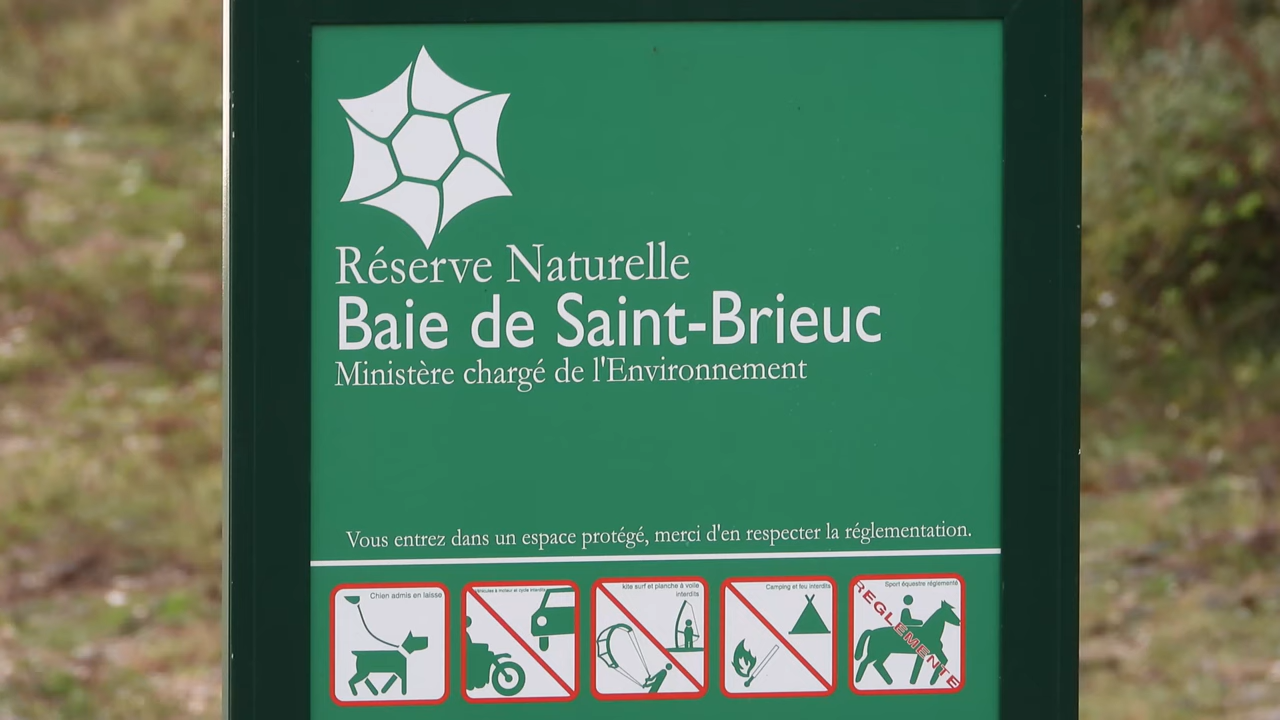 Réserve Naturelle
Baie de Saint-Brieuc
Ministère chargé de l'Environnement
Vous entrez dans un espace protégé, merci d'en respecter la réglementation.
Chien admis en laisse
véhicules à moteur et cycle interdits
kite surf et planche à voile
interdits
Camping et feu interdits
Sport équestre réglementé
REGLEMENTE